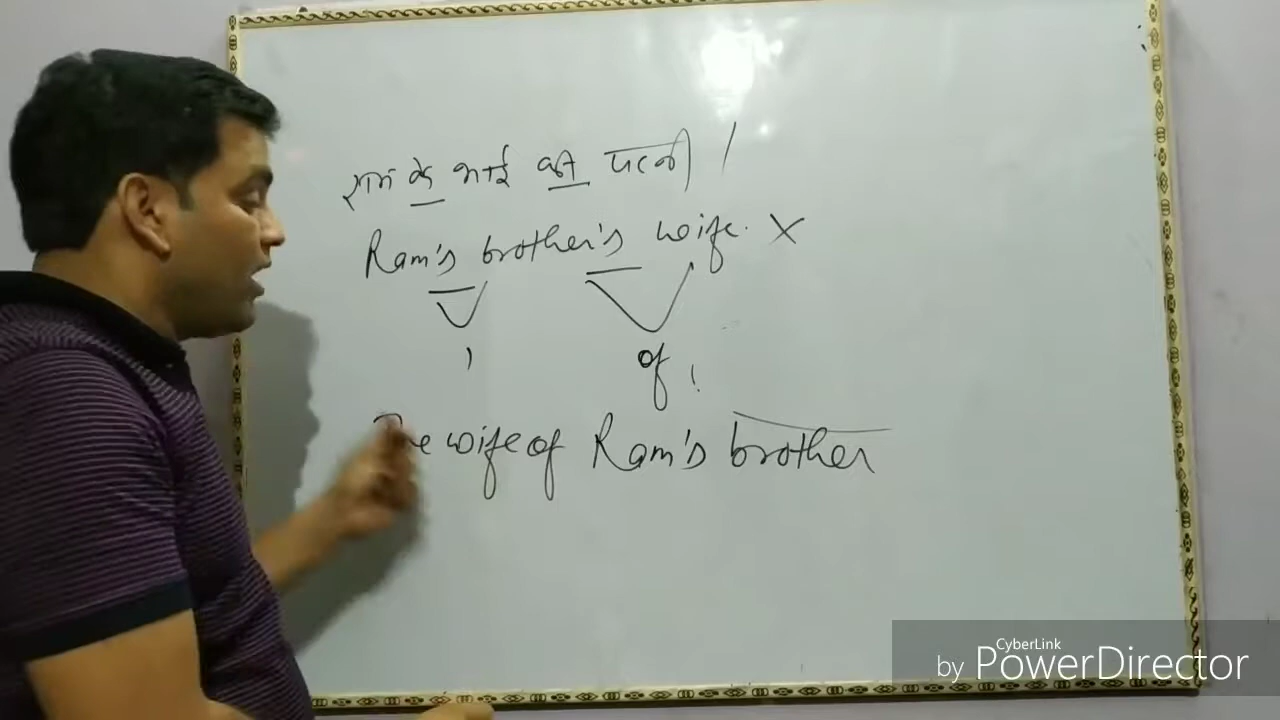 राम के भाई की पत्नी /
Ram's brother's wife. X
, of !
The wife of Ram's brother
CyberLink
by PowerDirector